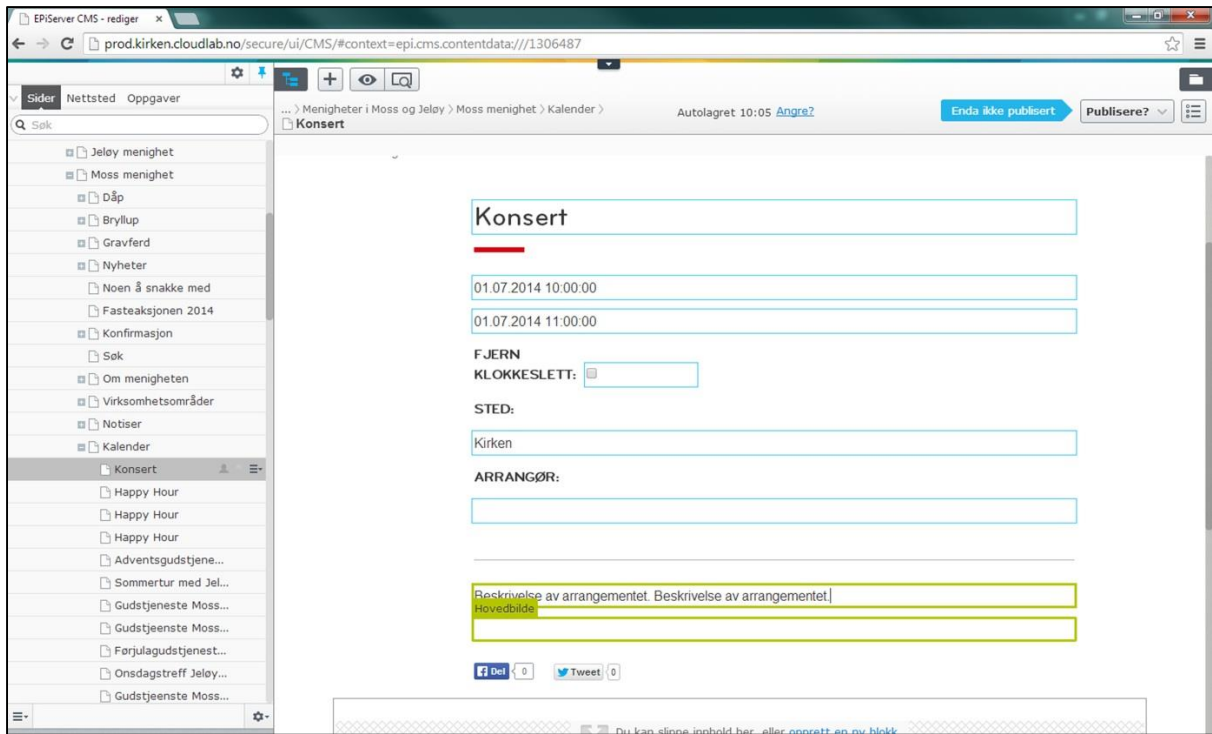 EPiServer CMS - rediger
prod.kirken.cloudlab.no/secure/ui/CMS/#context=epi.cms.contentdata:///1306487
Sider Nettsted Oppgaver
Søk
Jeløy menighet
Moss menighet
Dåp
Bryllup
Gravferd
Nyheter
Noen å snakke med
Fasteaksjonen 2014
Konfirmasjon
Søk
Om menigheten
Virksomhetsområder
Notiser
Kalender
Konsert
Happy Hour
Happy Hour
Happy Hour
Adventsgudstjene...
Sommertur med Jel...
Gudstjeneste Moss...
Gudstjeenste Moss...
Førjulagudstjenest...
Onsdagstreff Jeløy...
Gudstjeenste Moss...
... > Menigheter i Moss og Jeløy > Moss menighet > Kalender >
Konsert
Autolagret 10:05 Angre?
Enda ikke publisert
Publisere?
Konsert
01.07.2014 10:00:00
01.07.2014 11:00:00
FJERN
KLOKKESLETT:
STED:
Kirken
ARRANGØR:
Beskrivelse av arrangementet. Beskrivelse av arrangementet.
Hovedbilde
Del 0 Tweet 0
Du kan slippe innhold her, eller opprett en ny blokk